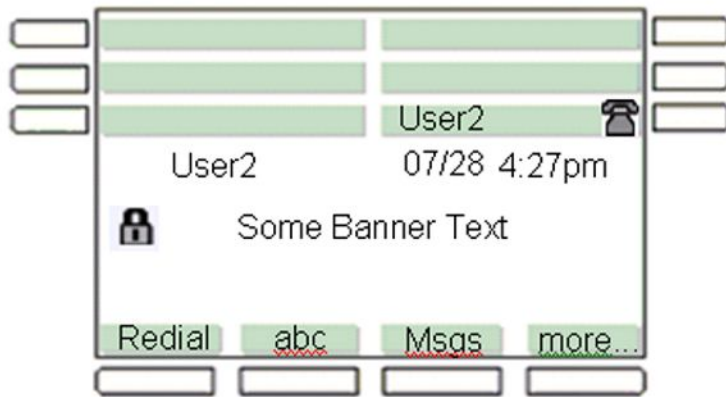 User2
User2 07/28 4:27pm
Some Banner Text
Redial abc Msgs more...